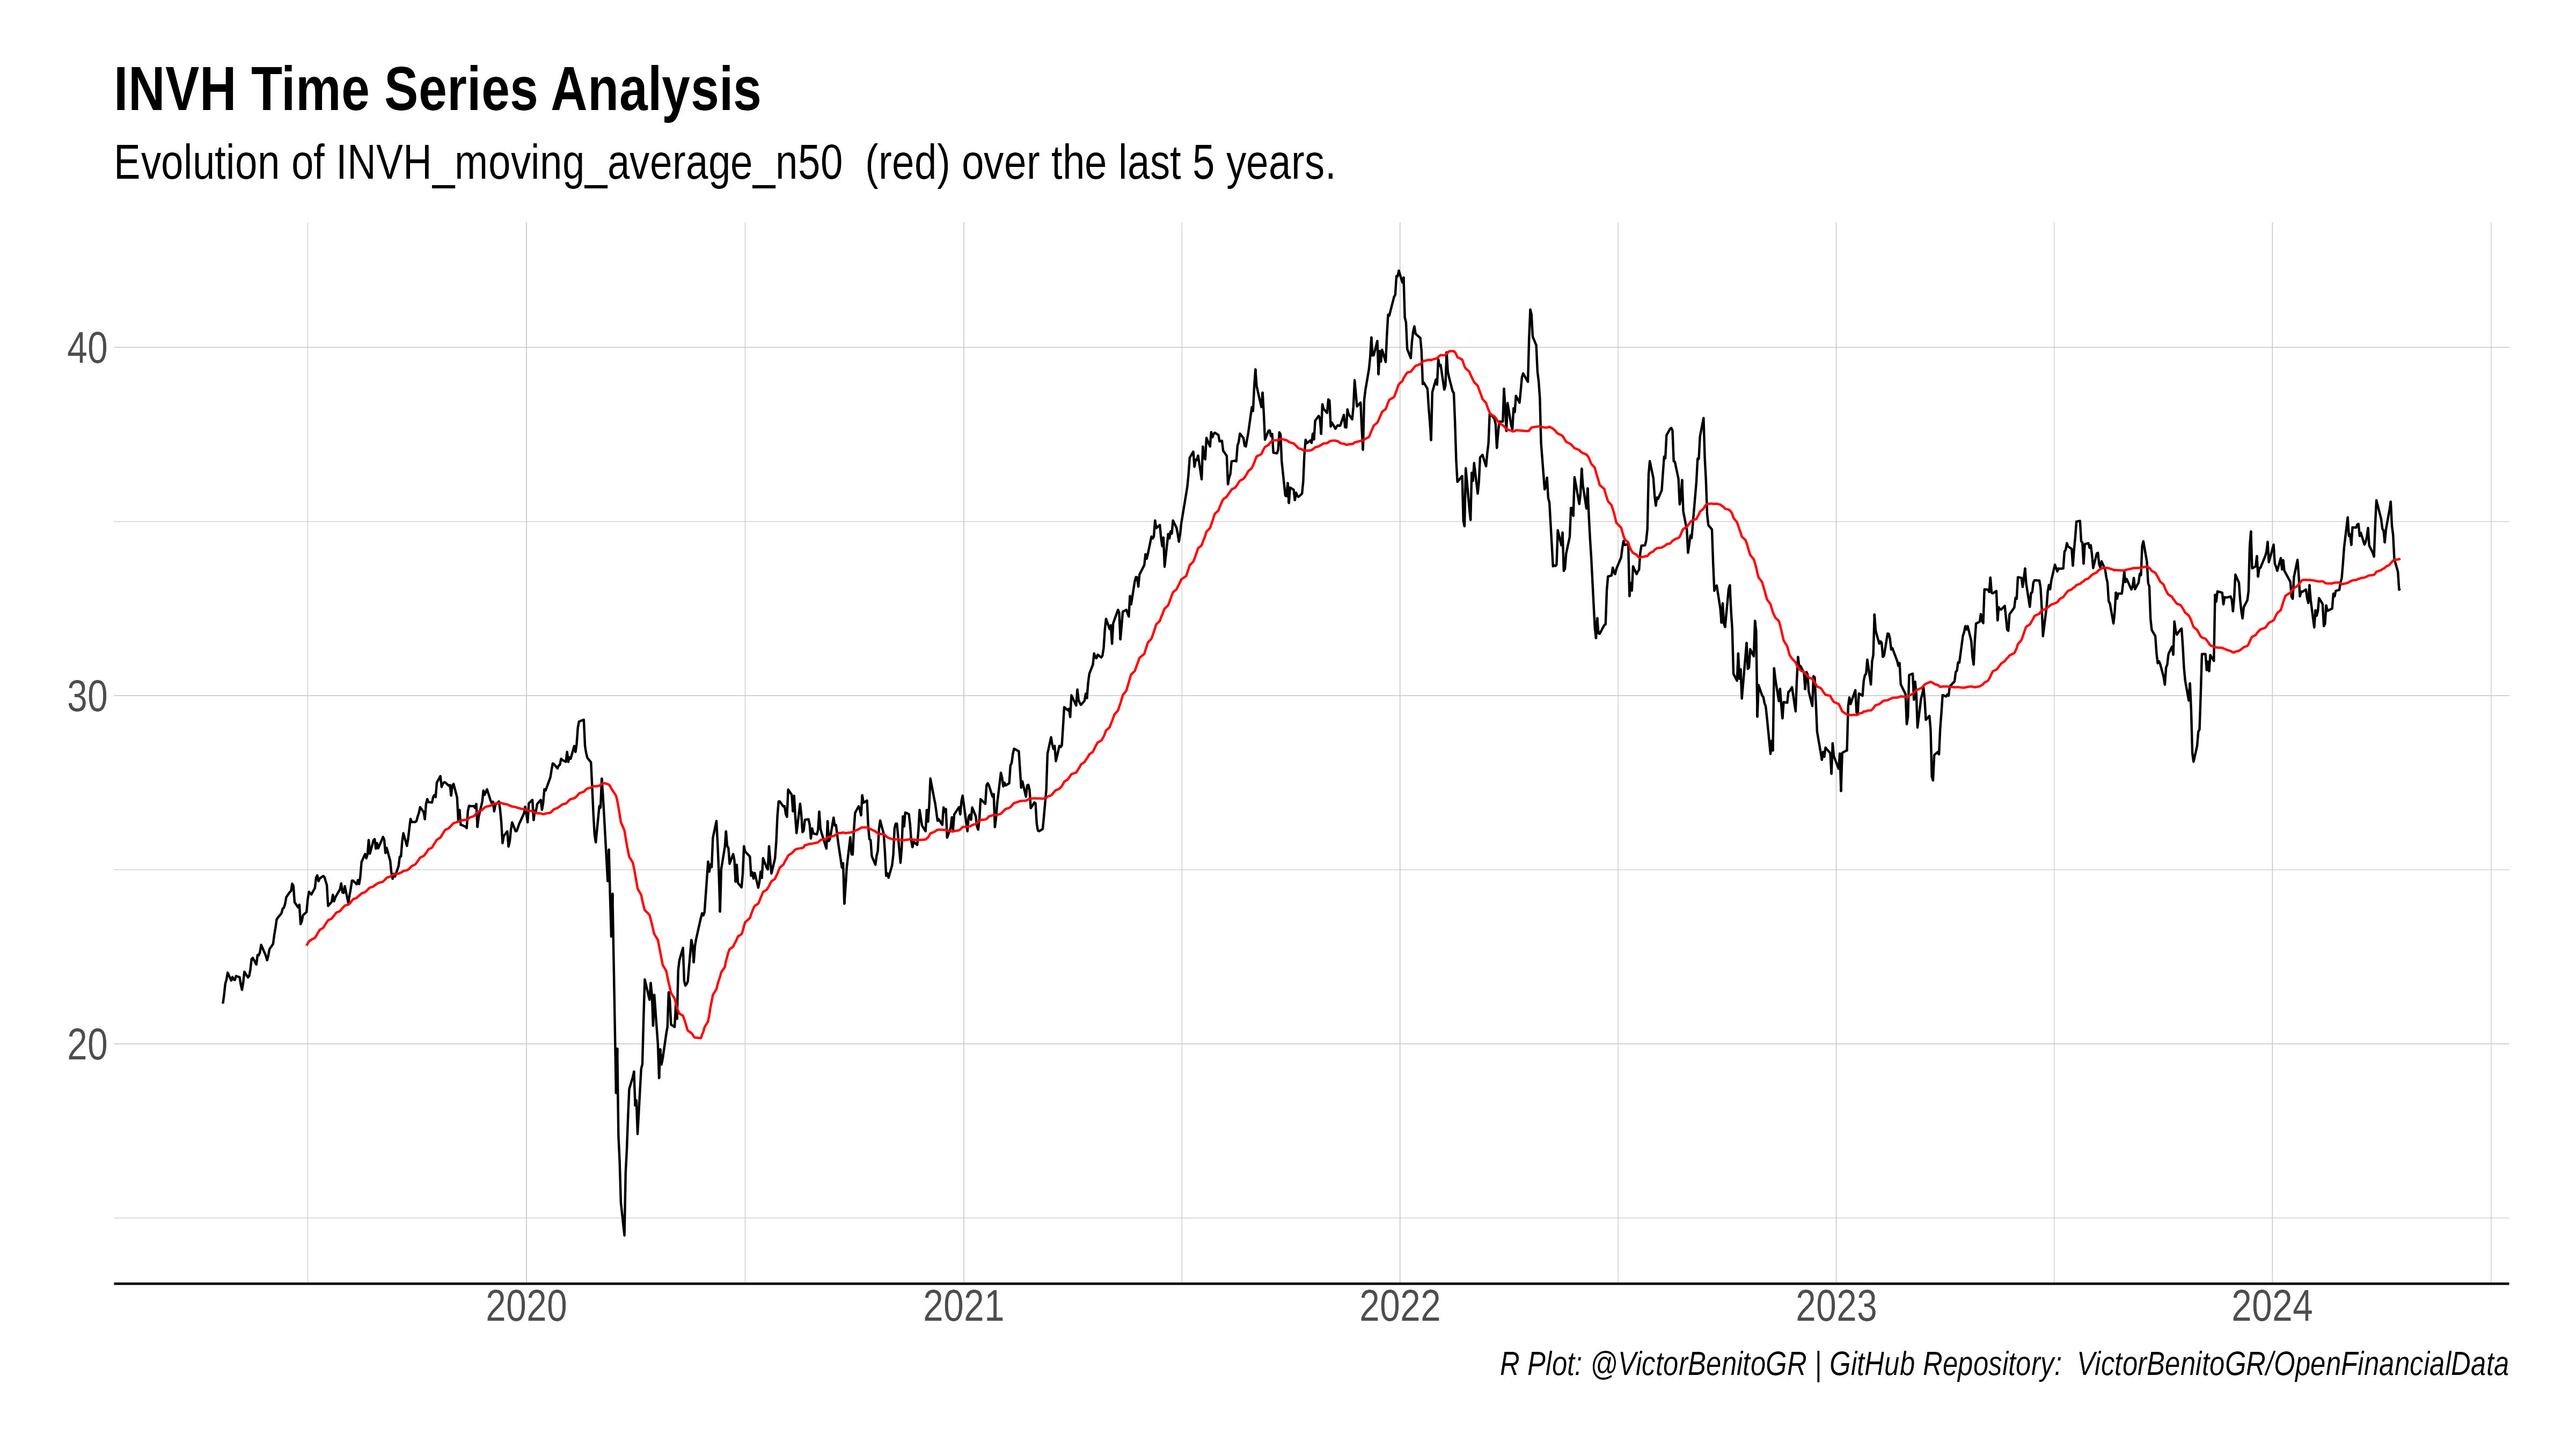 INVH Time Series Analysis
Evolution of INVH_moving_average_n50  (red) over the last 5 years.
40
30
20
2020 2021 2022 2023 2024
R Plot: @VictorBenitoGR | GitHub Repository:  VictorBenitoGR/OpenFinancialData